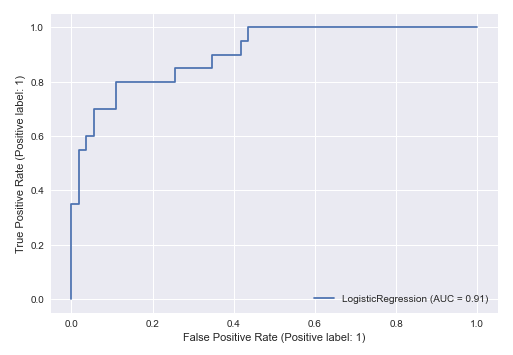 True Positive Rate (Positive label: 1)
1.0
0.8
0.6
0.4
0.2
0.0
LogisticRegression (AUC = 0.91)
0.0 0.2 0.4 0.6 0.8 1.0
False Positive Rate (Positive label: 1)